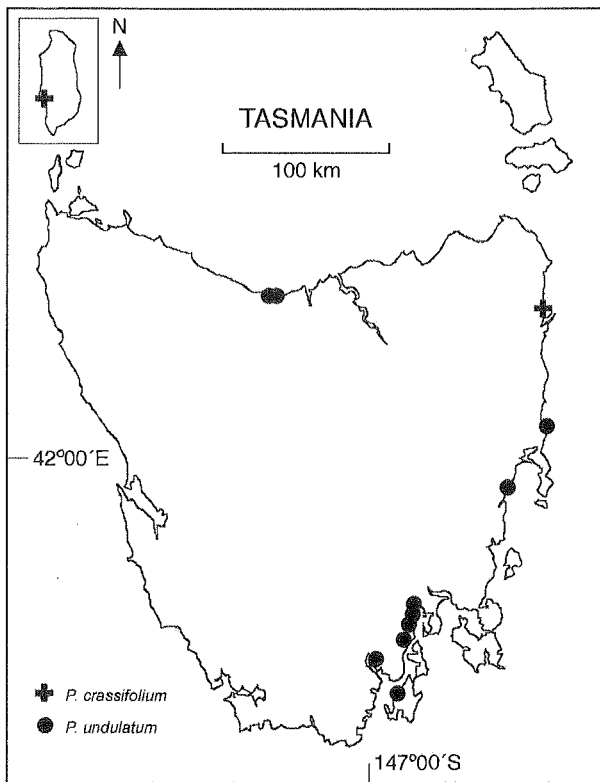 N
TASMANIA
100 km
42°00´E
P. crassifolium
P. undulatum
147°00´S